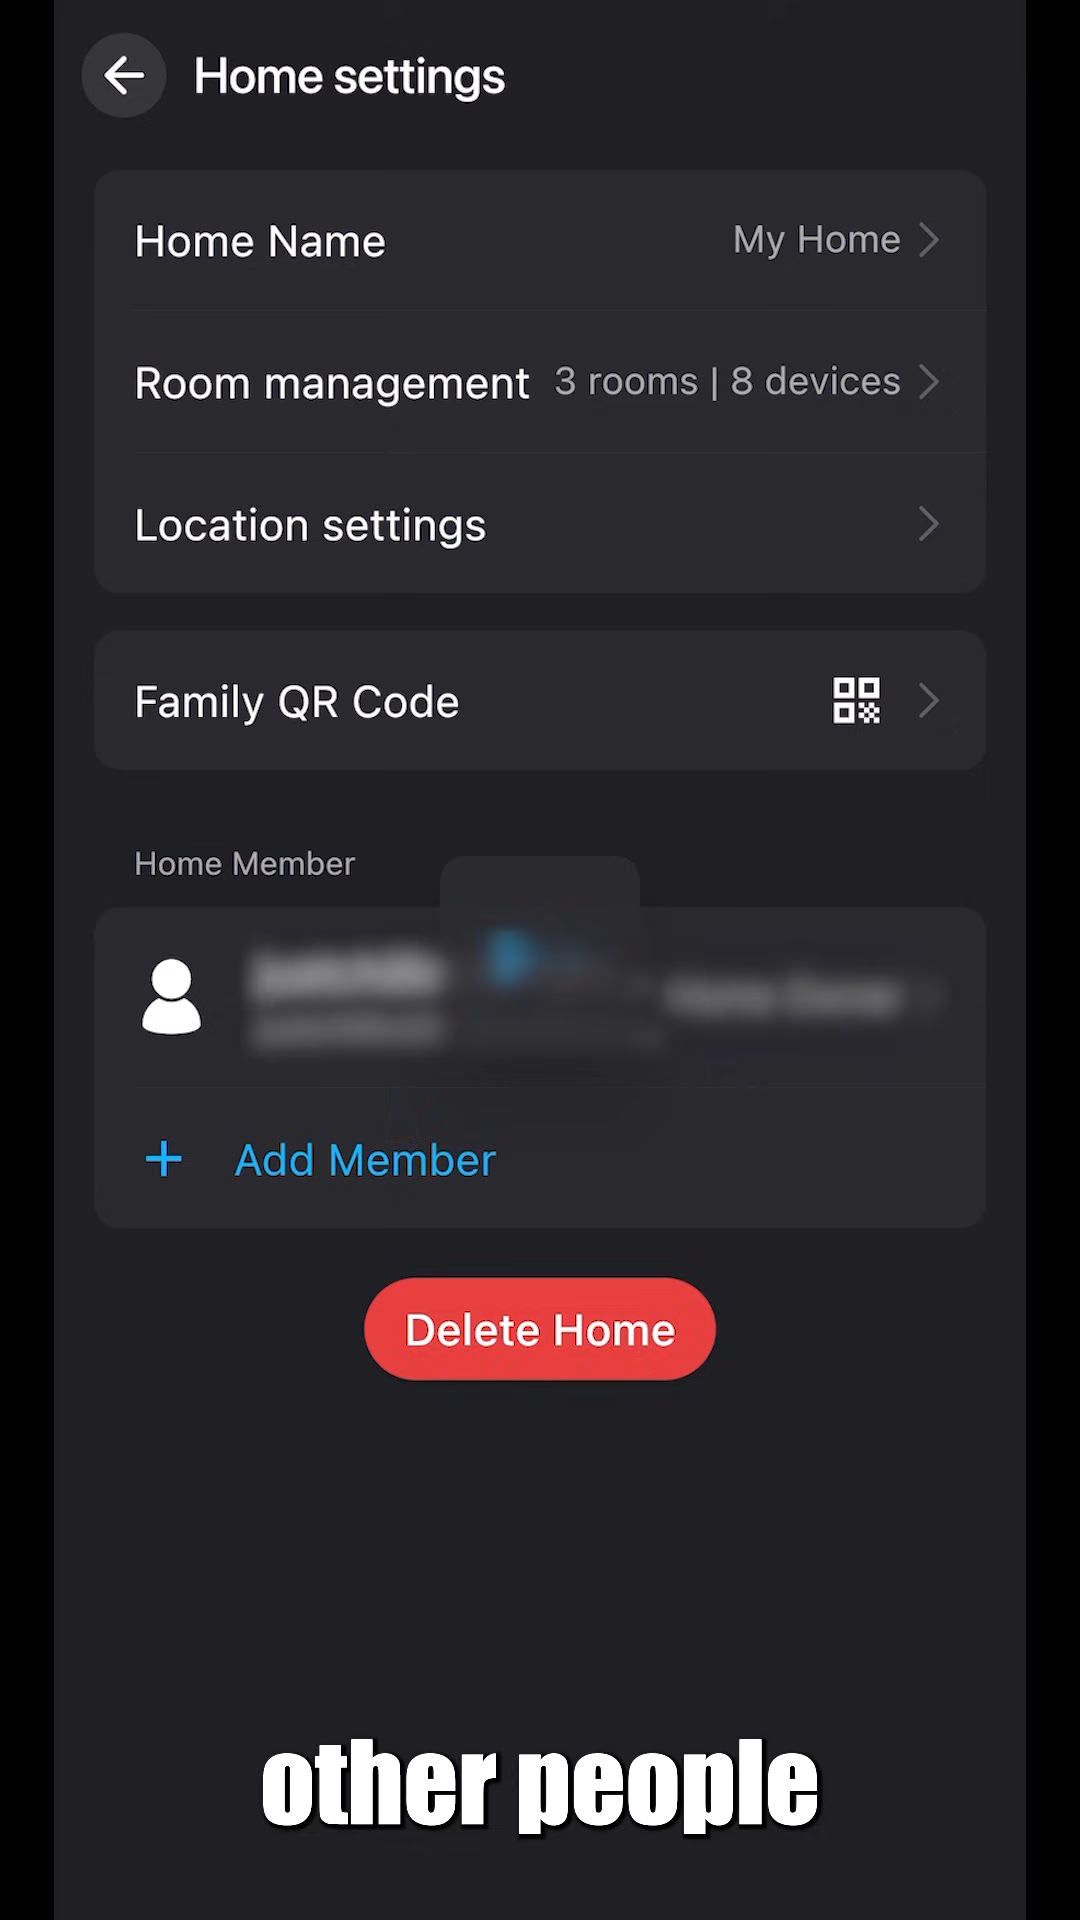 Home settings
Home Name My Home
Room management 3 rooms | 8 devices
Location settings
Family QR Code
Home Member
Add Member
Delete Home
other people